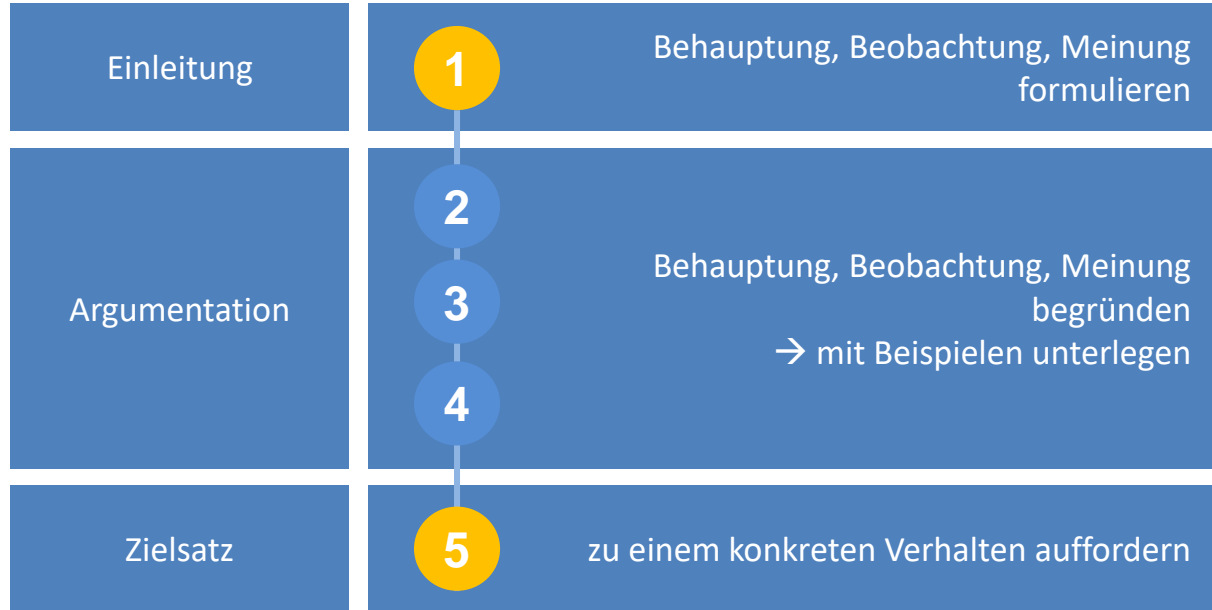 Einleitung
1
Behauptung, Beobachtung, Meinung
formulieren
Argumentation
2
3
4
Behauptung, Beobachtung, Meinung
begründen
→ mit Beispielen unterlegen
Zielsatz
5
zu einem konkreten Verhalten auffordern